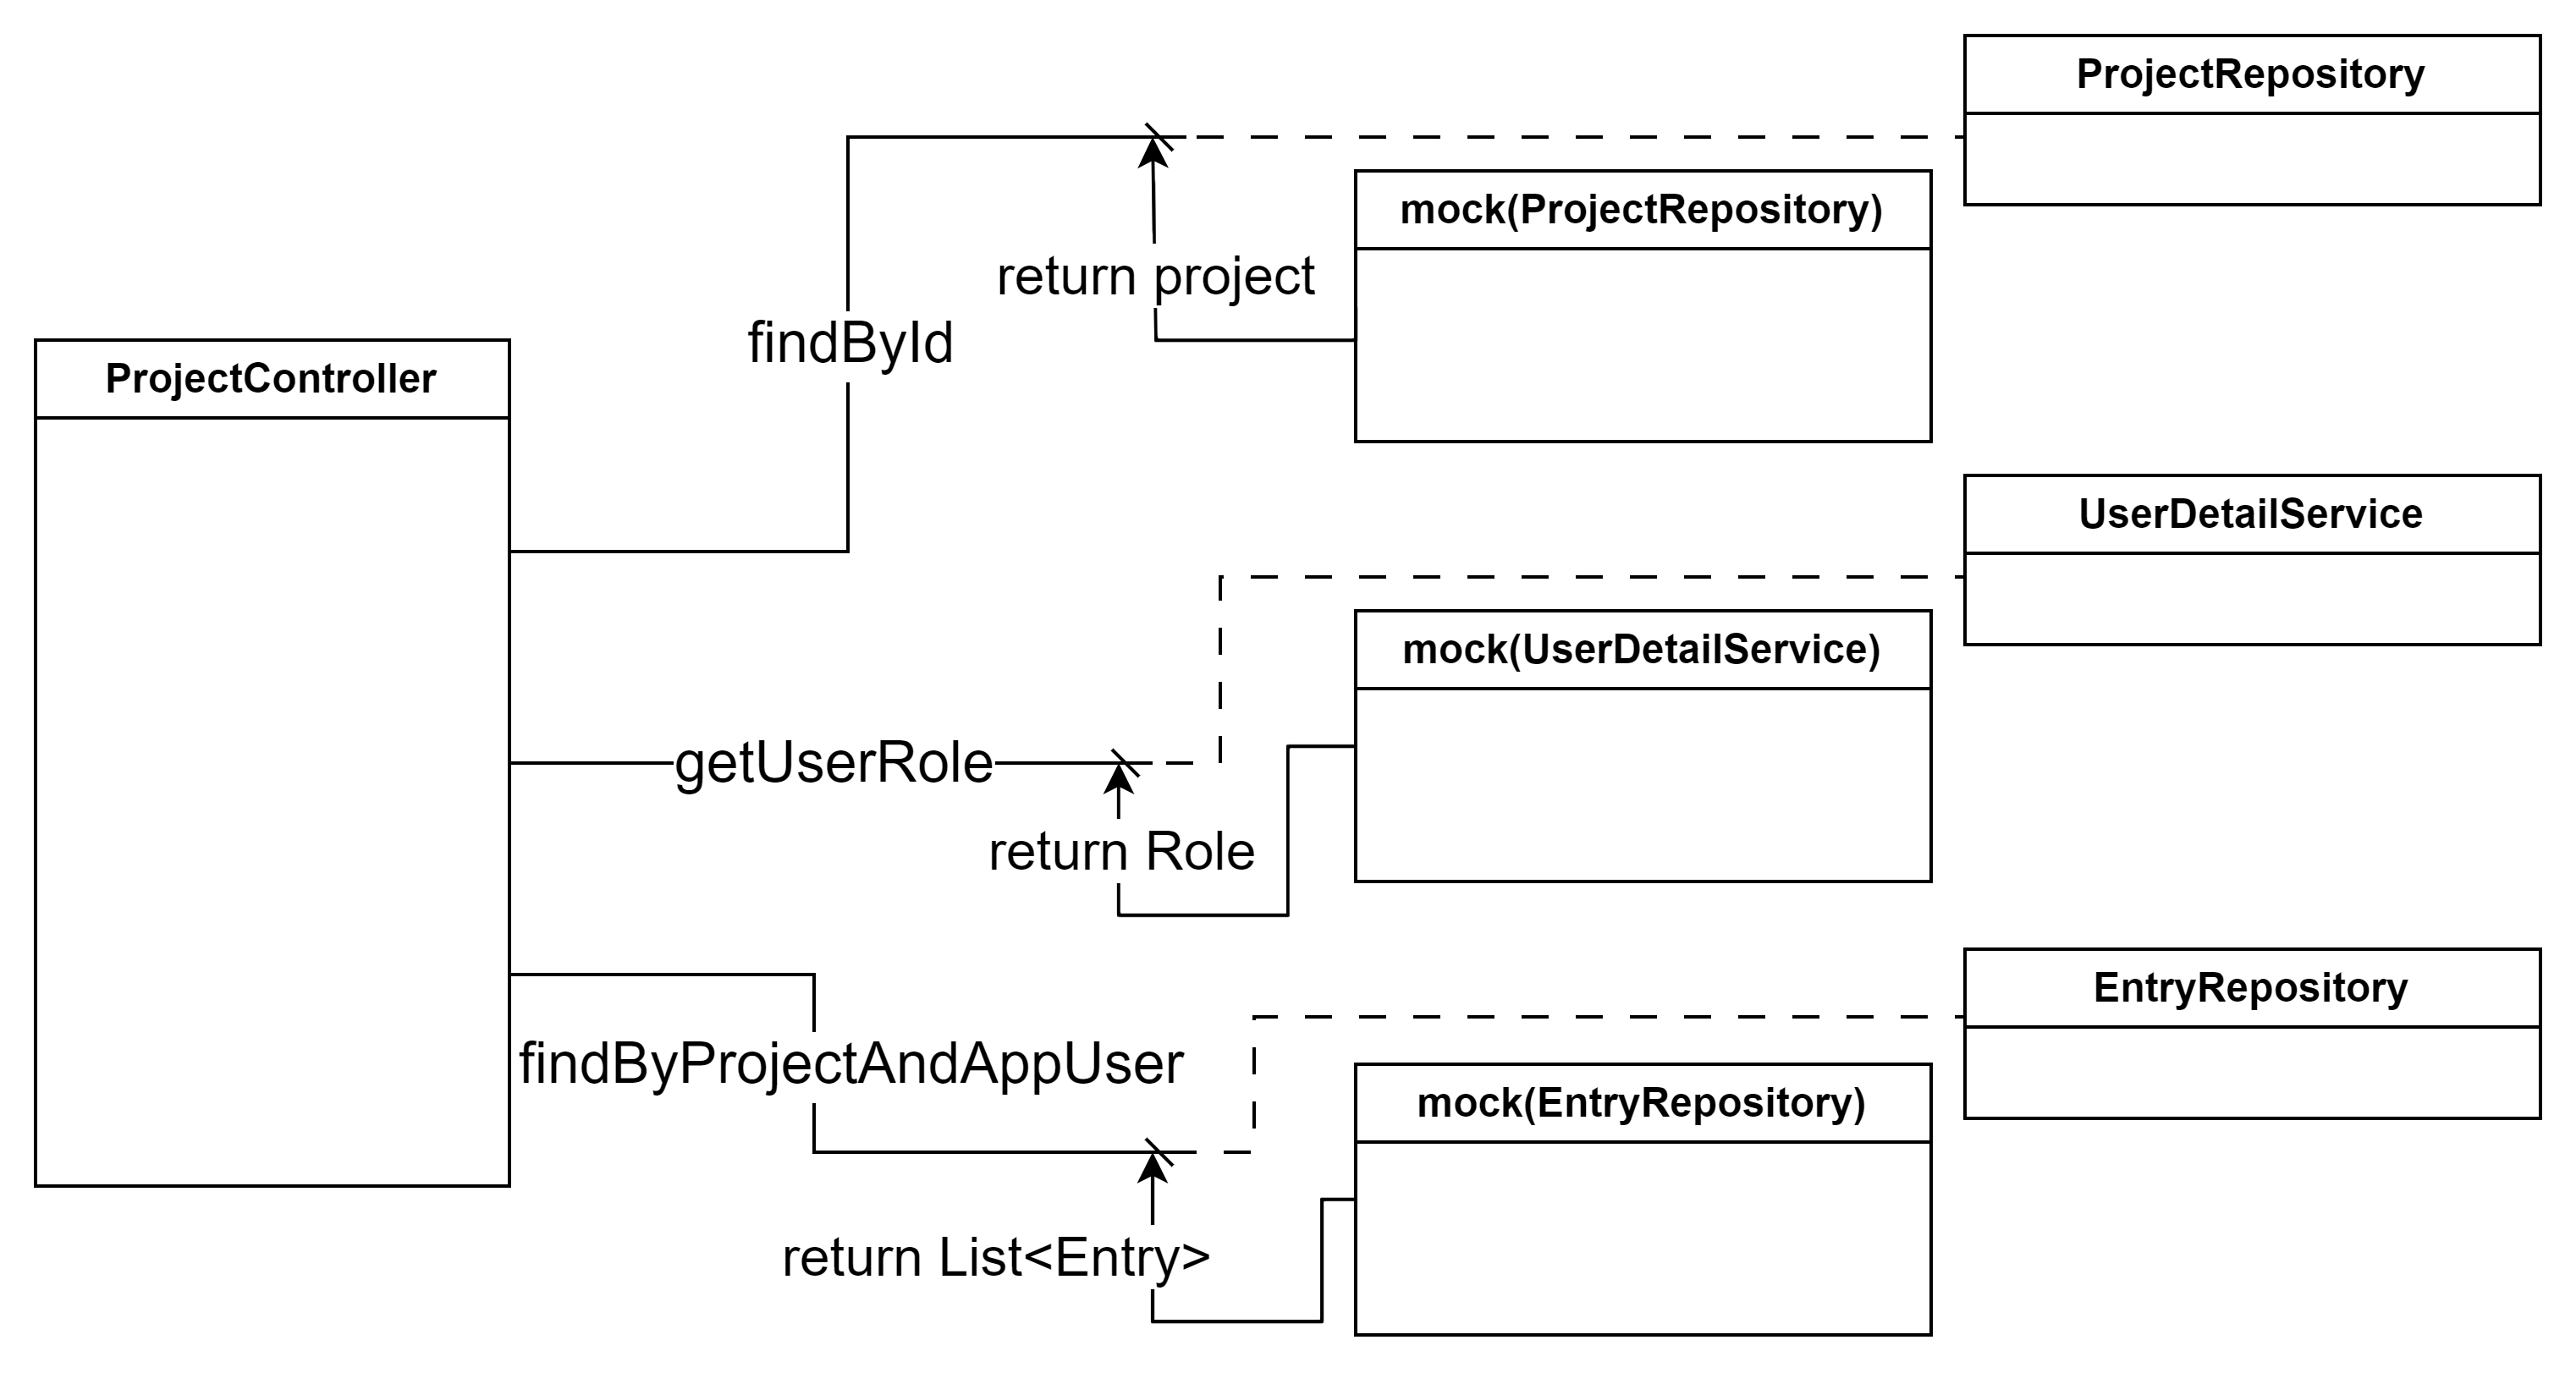 ProjectRepository
mock(ProjectRepository)
return project
findById
ProjectController
UserDetailService
mock(UserDetailService)
getUserRole
return Role
EntryRepository
findByProjectAndAppUser
mock(EntryRepository)
return List<Entry>